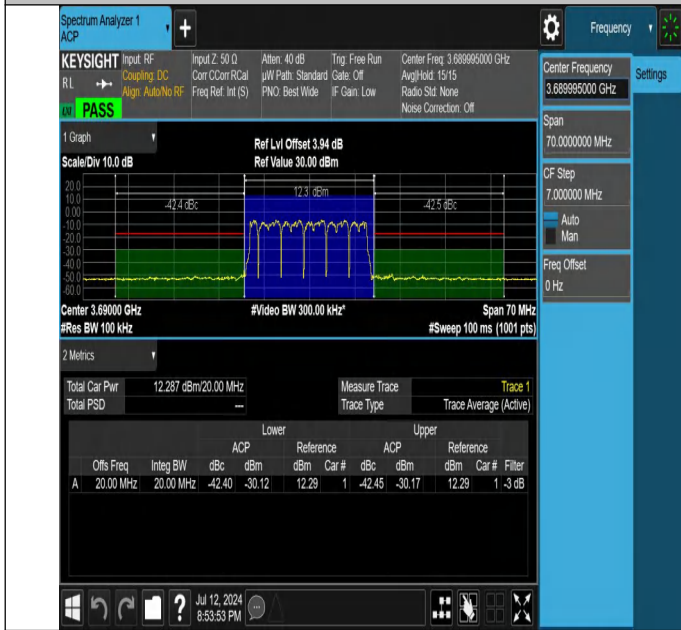 Spectrum Analyzer 1
ACP
Frequency
KEYSIGHT
RL
PASS
Input: RF
Coupling: DC
Align: Auto/No RF
Input Z: 50 Ω
Corr CCorr RCal
Freq Ref: Int (S)
Atten: 40 dB
µW Path: Standard
PNO: Best Wide
Trig: Free Run
Gate: Off
IF Gain: Low
Center Freq: 3.689995000 GHz
Avg|Hold: 15/15
Radio Std: None
Noise Correction: Off
Center Frequency
3.689995000 GHz
Settings
Span
70.0000000 MHz
CF Step
7.000000 MHz
Auto
Man
Freq Offset
0 Hz
1 Graph
Scale/Div 10.0 dB
Ref Lvl Offset 3.94 dB
Ref Value 30.00 dBm
20.0
10.0
0.00
-10.0
-20.0
-30.0
-40.0
-50.0
-60.0
-42.4 dBc
12.3 dBm
-42.5 dBc
Center 3.69000 GHz
#Video BW 300.00 kHz*
Span 70 MHz
#Res BW 100 kHz
#Sweep 100 ms (1001 pts)
2 Metrics
Total Car Pwr 12.287 dBm/20.00 MHz
Total PSD ---
Measure Trace Trace 1
Trace Type Trace Average (Active)
Lower Upper
ACP Reference ACP Reference
Offs Freq Integ BW dBc dBm dBm Car # dBc dBm dBm Car # Filter
A 20.00 MHz 20.00 MHz -42.40 -30.12 12.29 1 -42.45 -30.17 12.29 1 -3 dB
Jul 12, 2024
8:53:53 PM